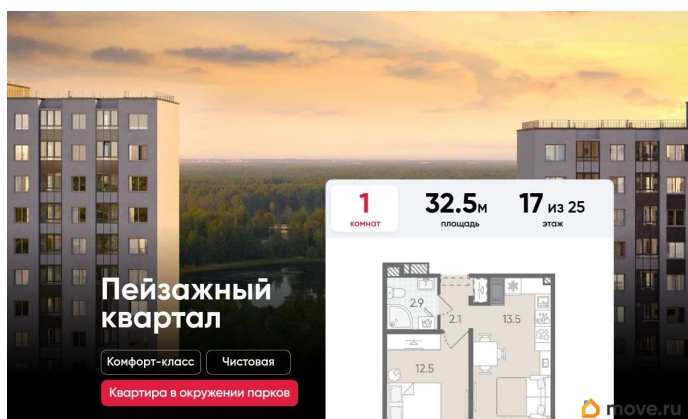 1
комнат
32.5м
площадь
17 из 25
этаж
Пейзажный
квартал
Комфорт-класс
Чистовая
Квартира в окружении парков
2.9
2.1
13.5
12.5
move.ru